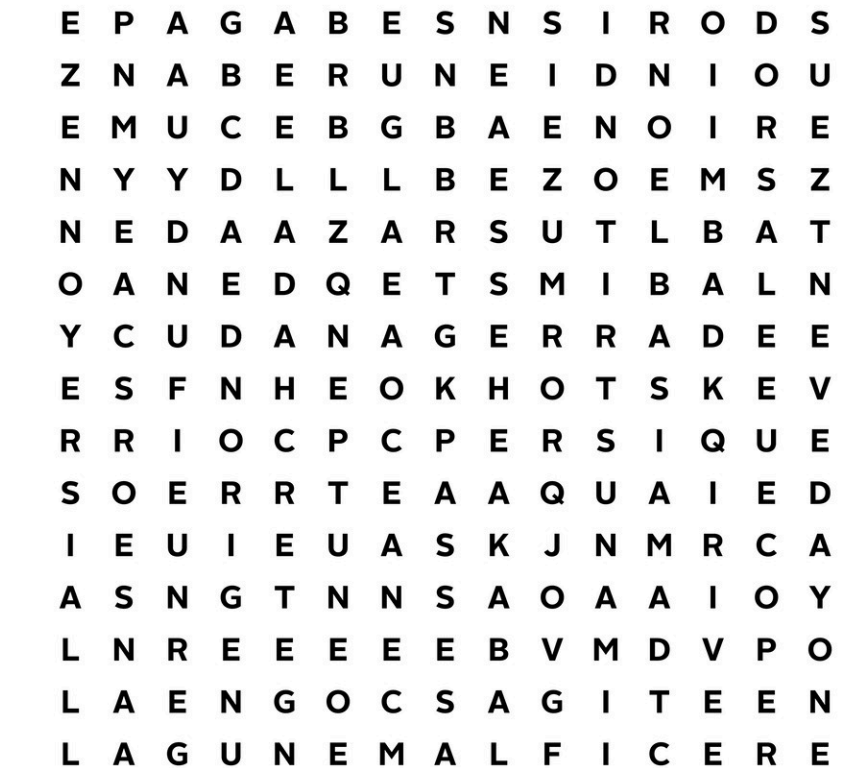 E P A G A B E S N S I R O D S
Z N A B E R U N E I D N I O U
E M U C E B G B A E N O I R E
N Y Y D L L L B E Z O E M S Z
N E D A A Z A R S U T L B A T
O A N E D Q E T S M I B A L N
Y C U D A N A G E R R A D E E
E S F N H E O K H O T S K E V
R R I O C P C P E R S I Q U E
S O E R R T E A A Q U A I E D
I E U I E U A S K J N M R C A
A S N G T N N S A O A A I O Y
L N R E E E E E B V M D V P O
L A E N G O C S A G I T E E N
L A G U N E M A L F I C E R E